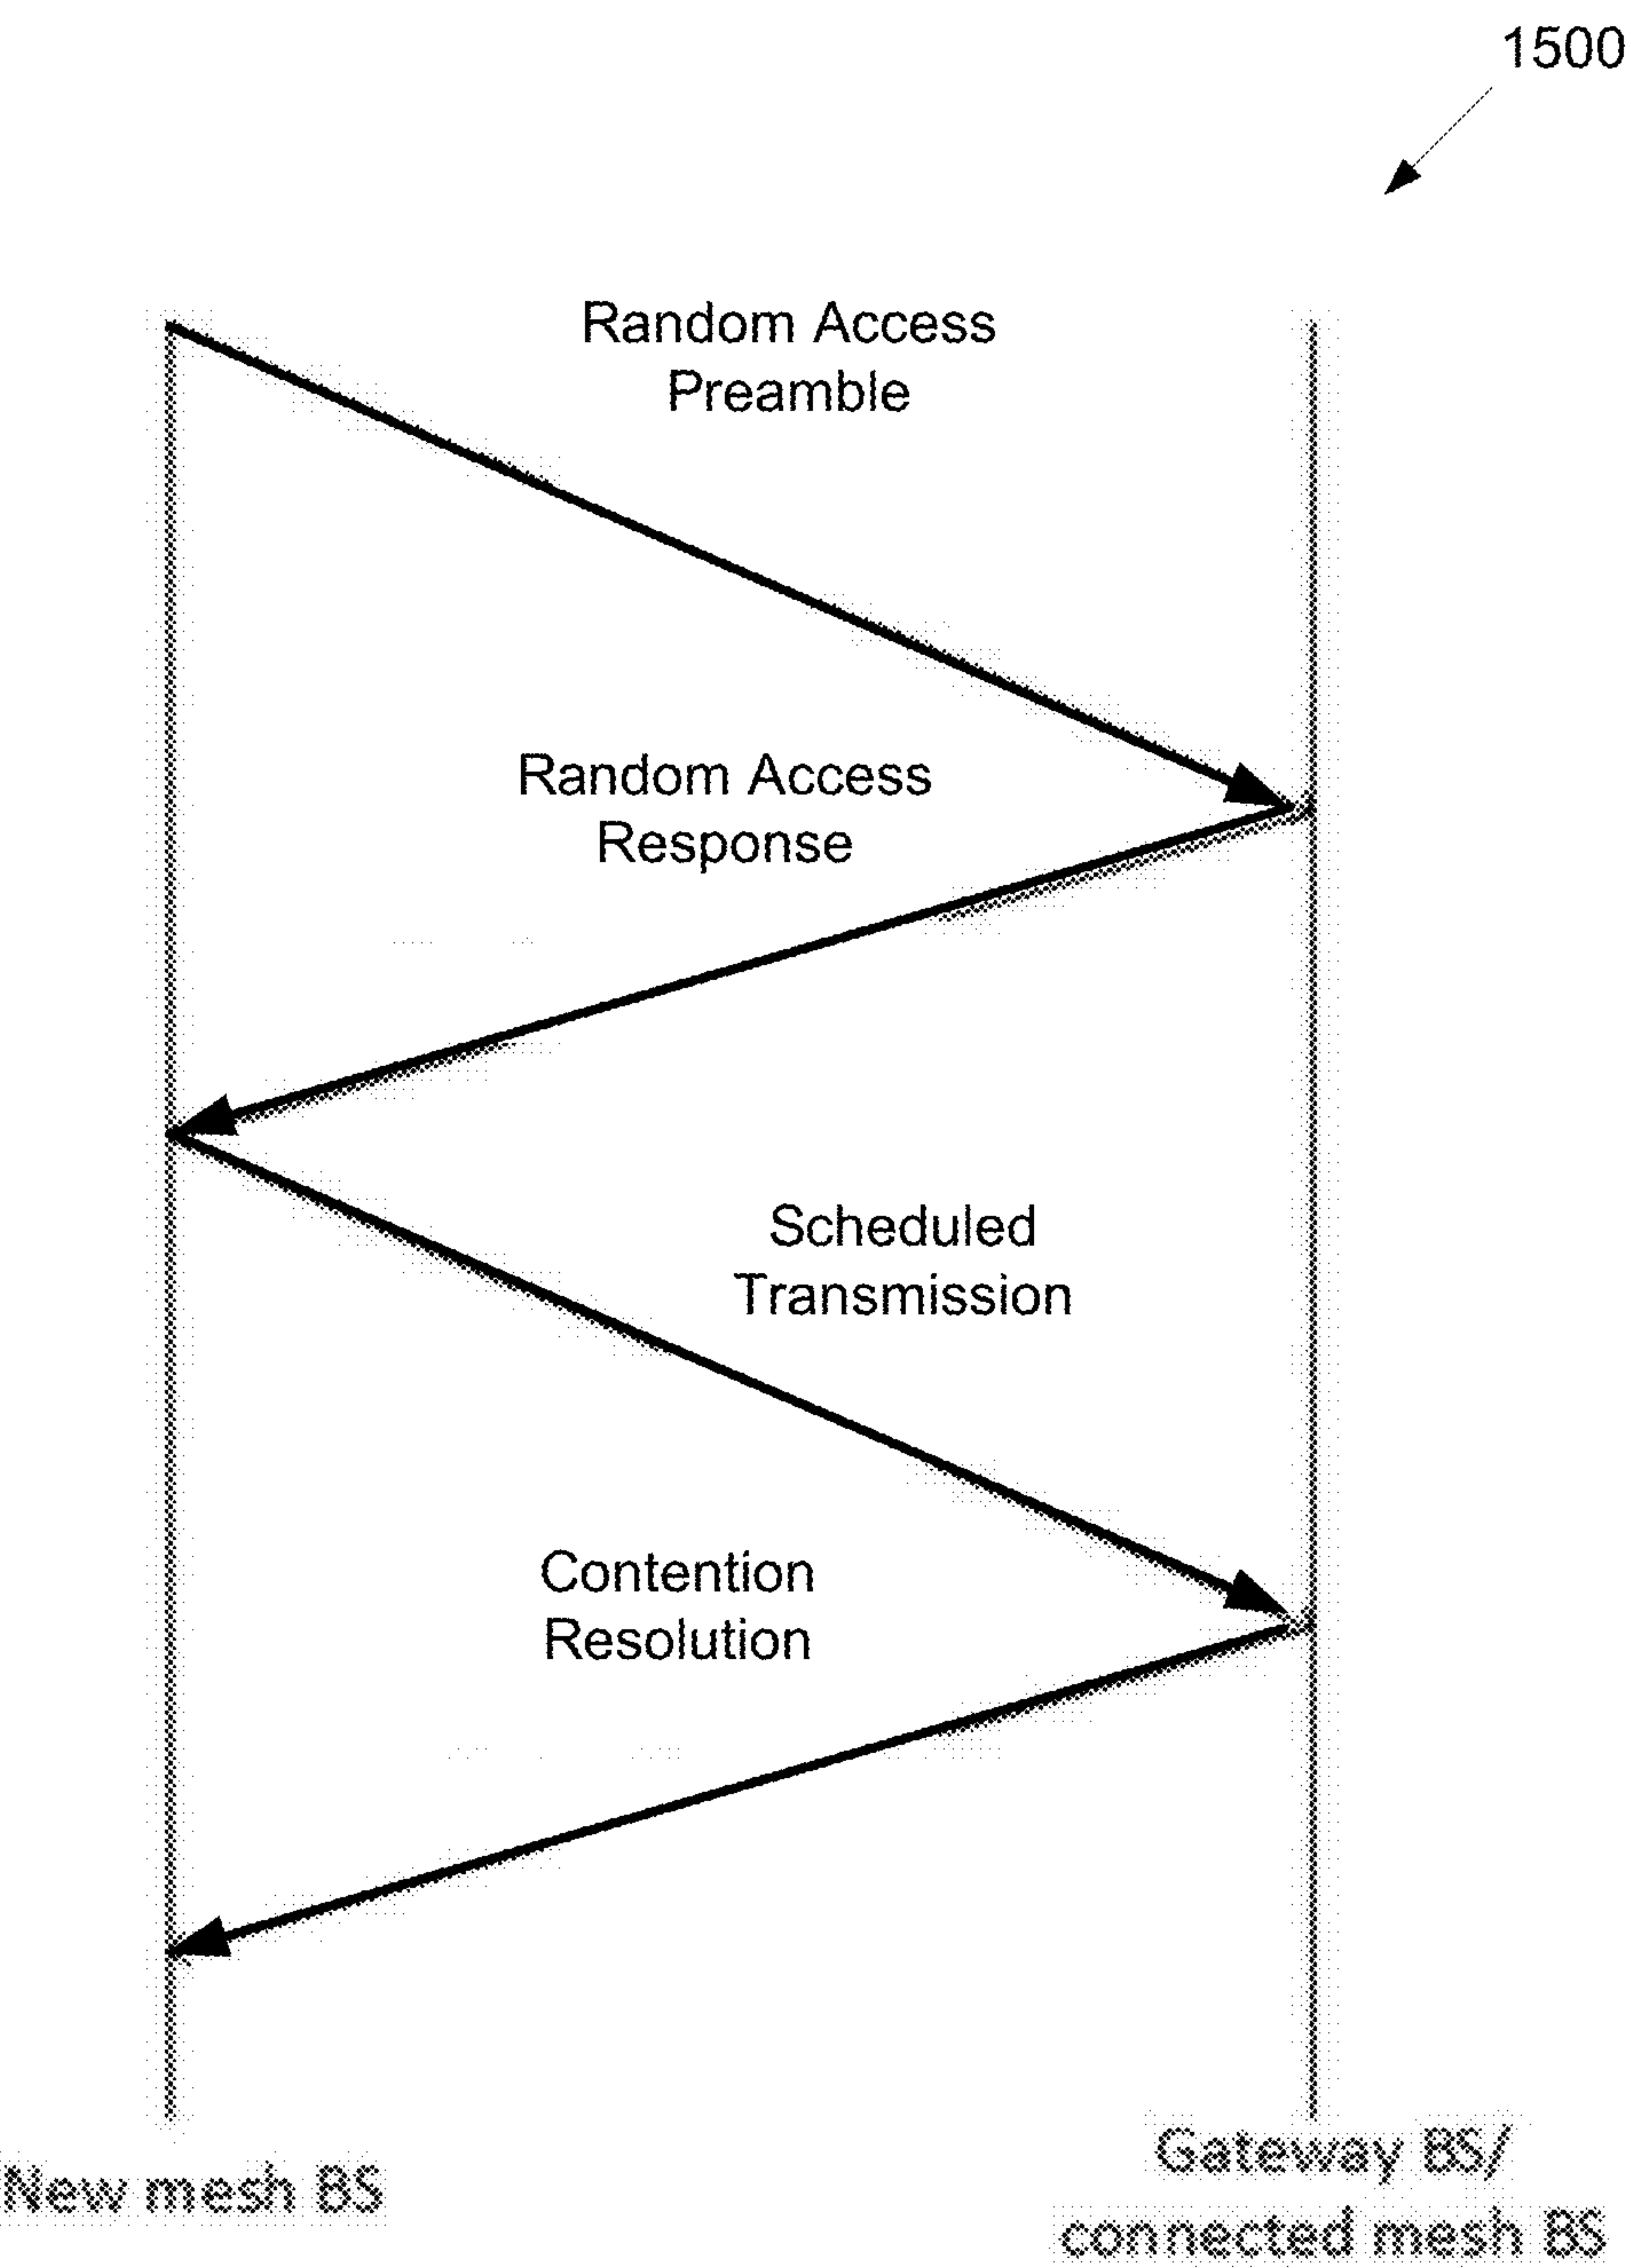 1500
Random Access
Preamble
Random Access
Response
Scheduled
Transmission
Contention
Resolution
New mesh BS
Gateway BS/
connected mesh BS